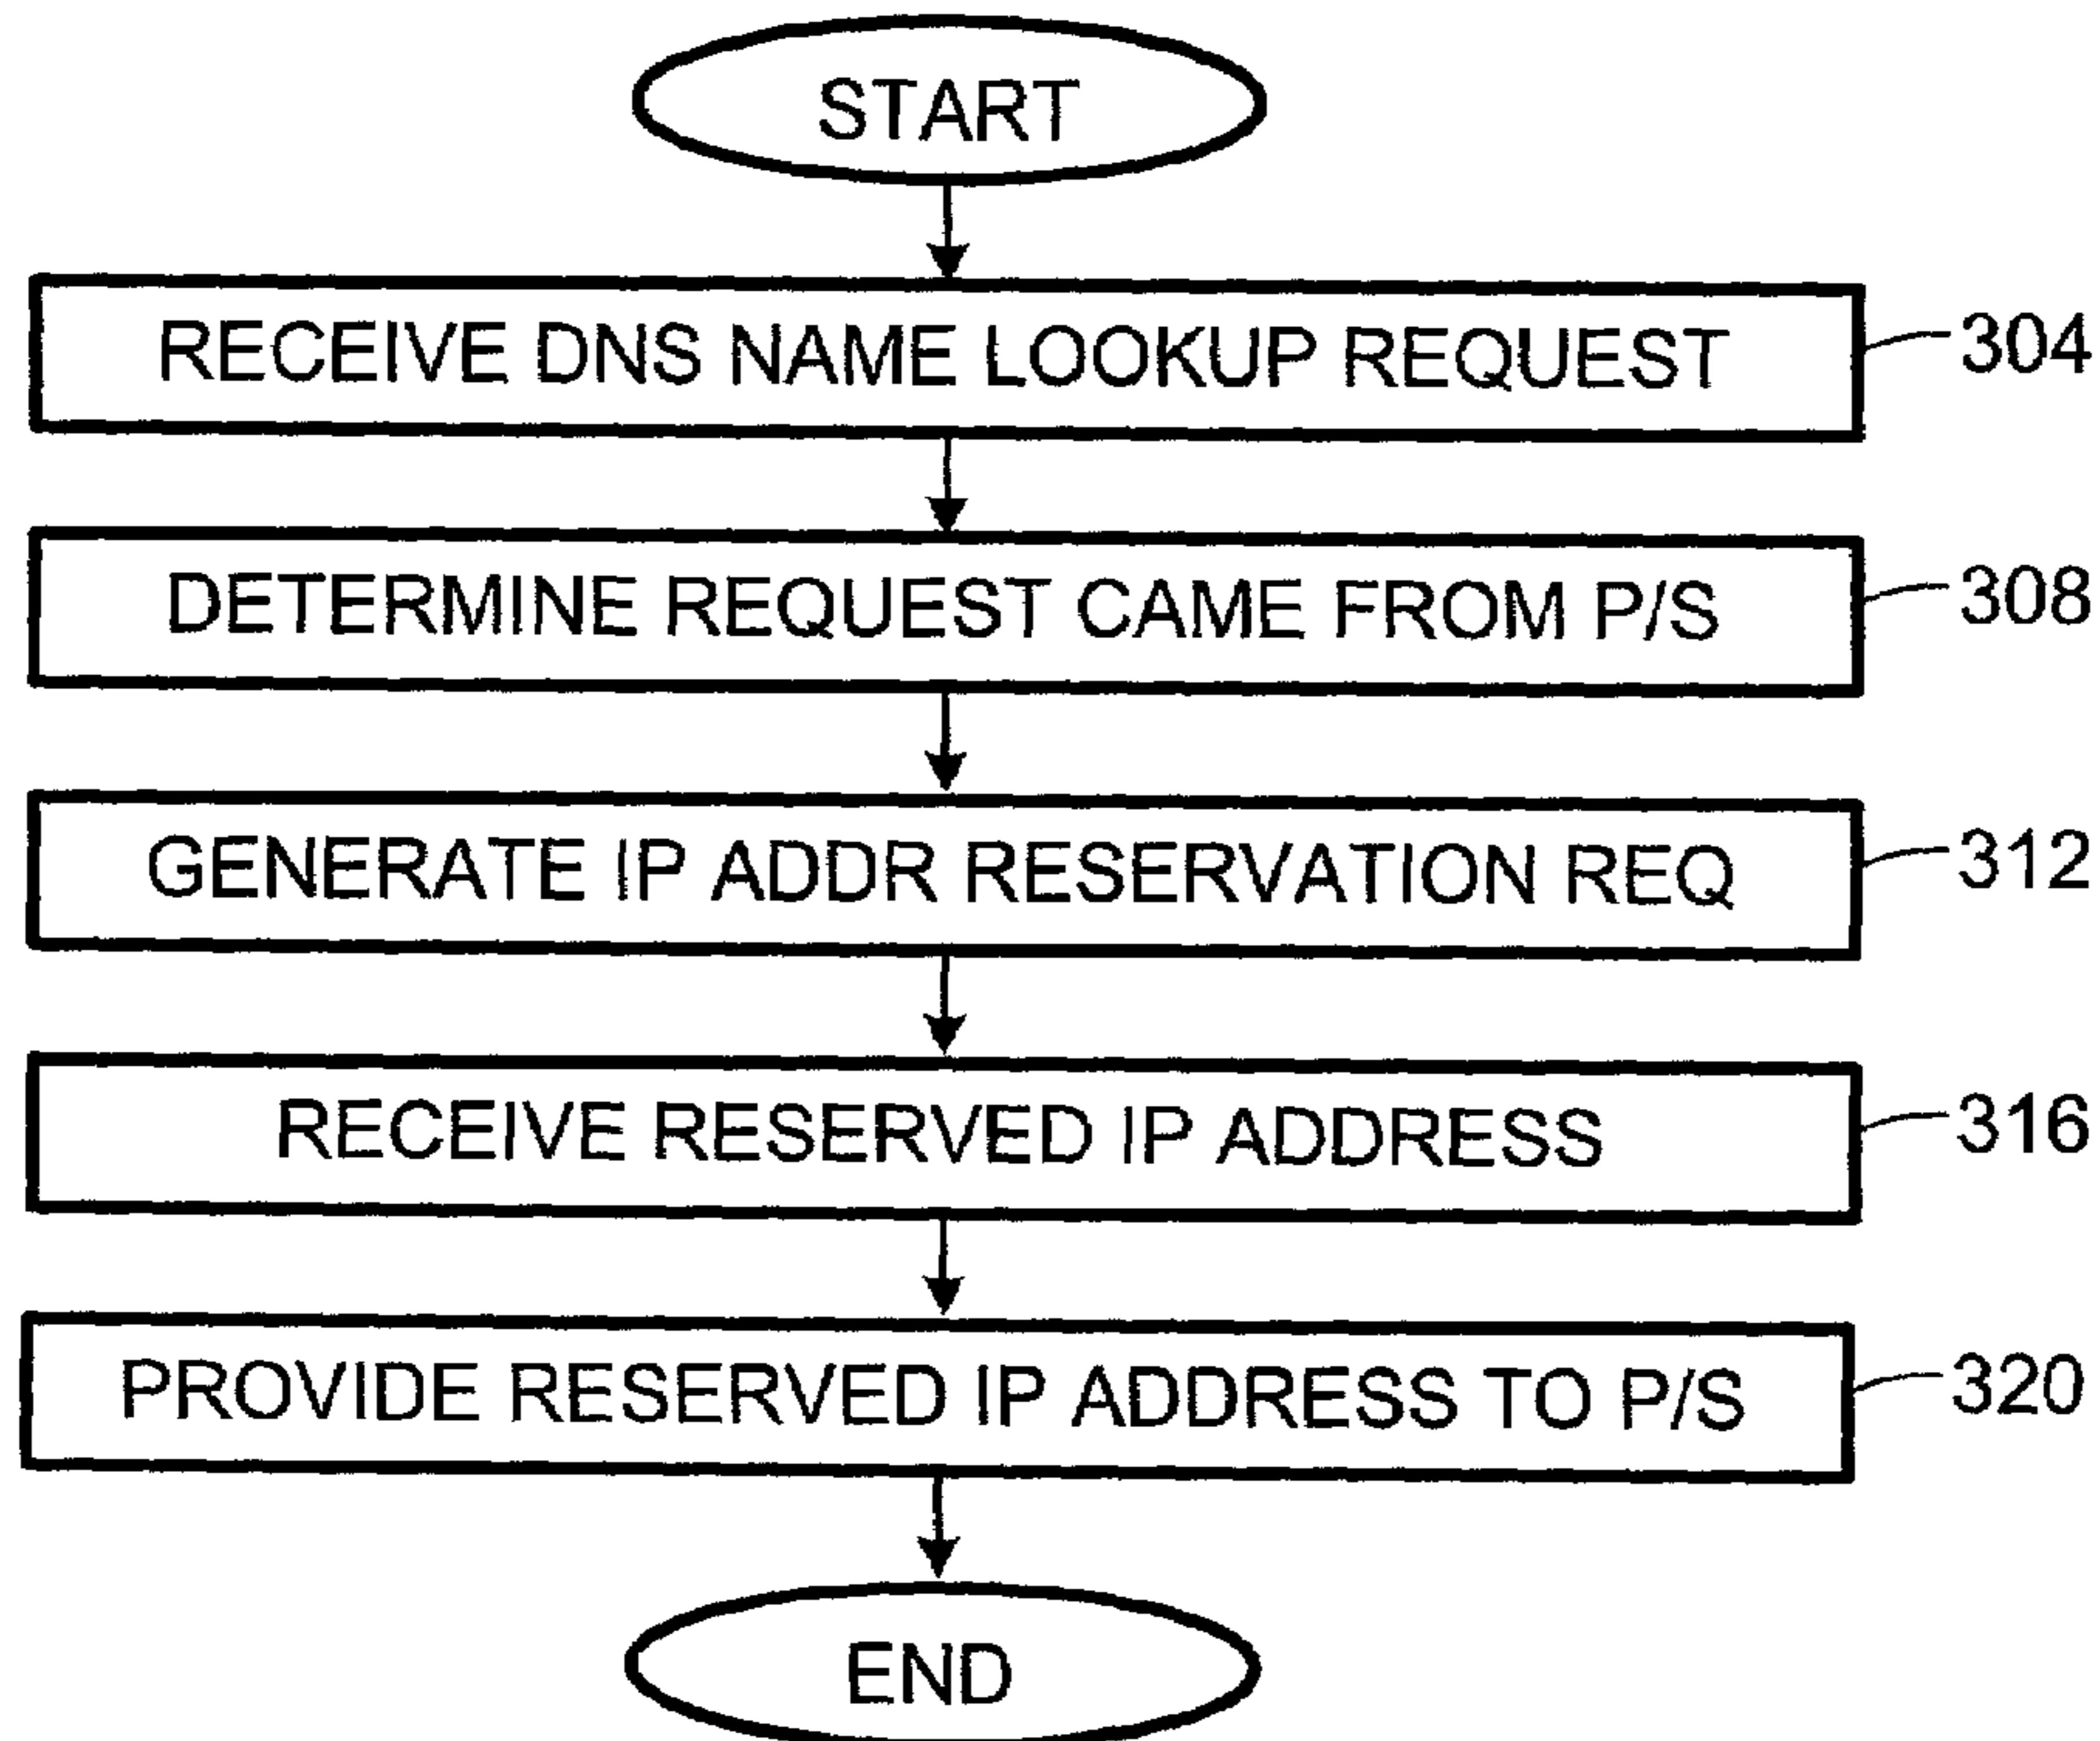 START
RECEIVE DNS NAME LOOKUP REQUEST
304
DETERMINE REQUEST CAME FROM P/S
308
GENERATE IP ADDR RESERVATION REQ
312
RECEIVE RESERVED IP ADDRESS
316
PROVIDE RESERVED IP ADDRESS TO P/S
320
END